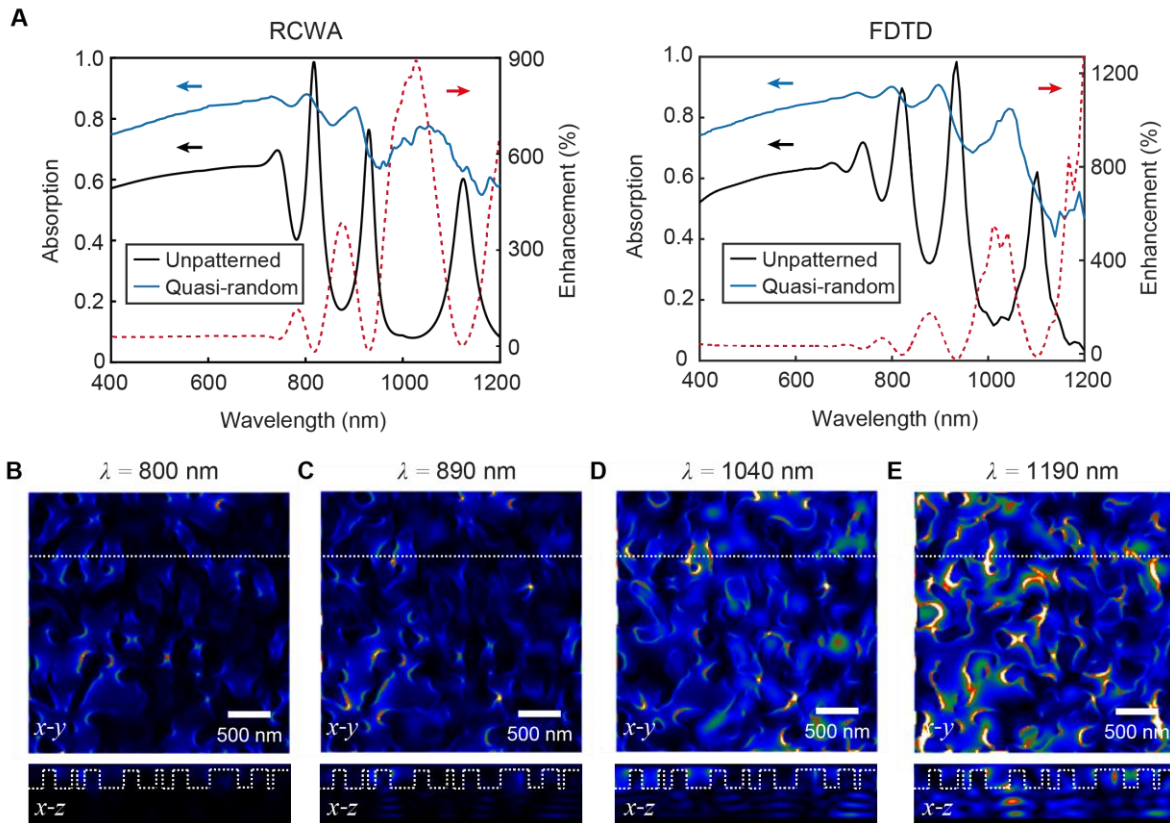 A
RCWA
1.0
0.8
0.6
0.4
0.2
0
Absorption
900
600
300
0
Enhancement (%)
Unpatterned
Quasi-random
400
600
800
1000
1200
Wavelength (nm)
FDTD
1.0
0.8
0.6
0.4
0.2
0
Absorption
1200
800
400
0
Enhancement (%)
Unpatterned
Quasi-random
400
600
800
1000
1200
Wavelength (nm)
B
λ = 800 nm
x-y
500 nm
x-z
C
λ = 890 nm
x-y
500 nm
x-z
D
λ = 1040 nm
x-y
500 nm
x-z
E
λ = 1190 nm
x-y
500 nm
x-z